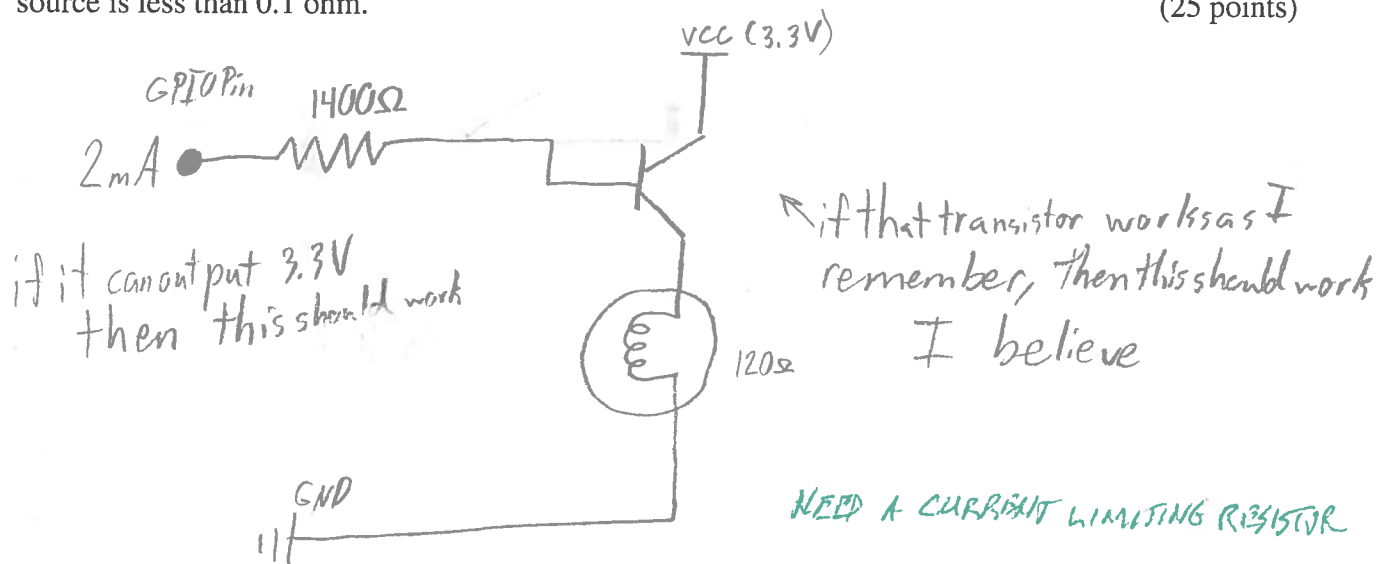 source is less than 0.1 ohm.
(25 points)
VCC (3.3V)
GPIO Pin
1400Ω
2mA
if it can output 3.3V
then this should work
if that transistor works as I
remember, then this should work
I believe
120Ω
GND
NEED A CURRENT LIMITING RESISTOR